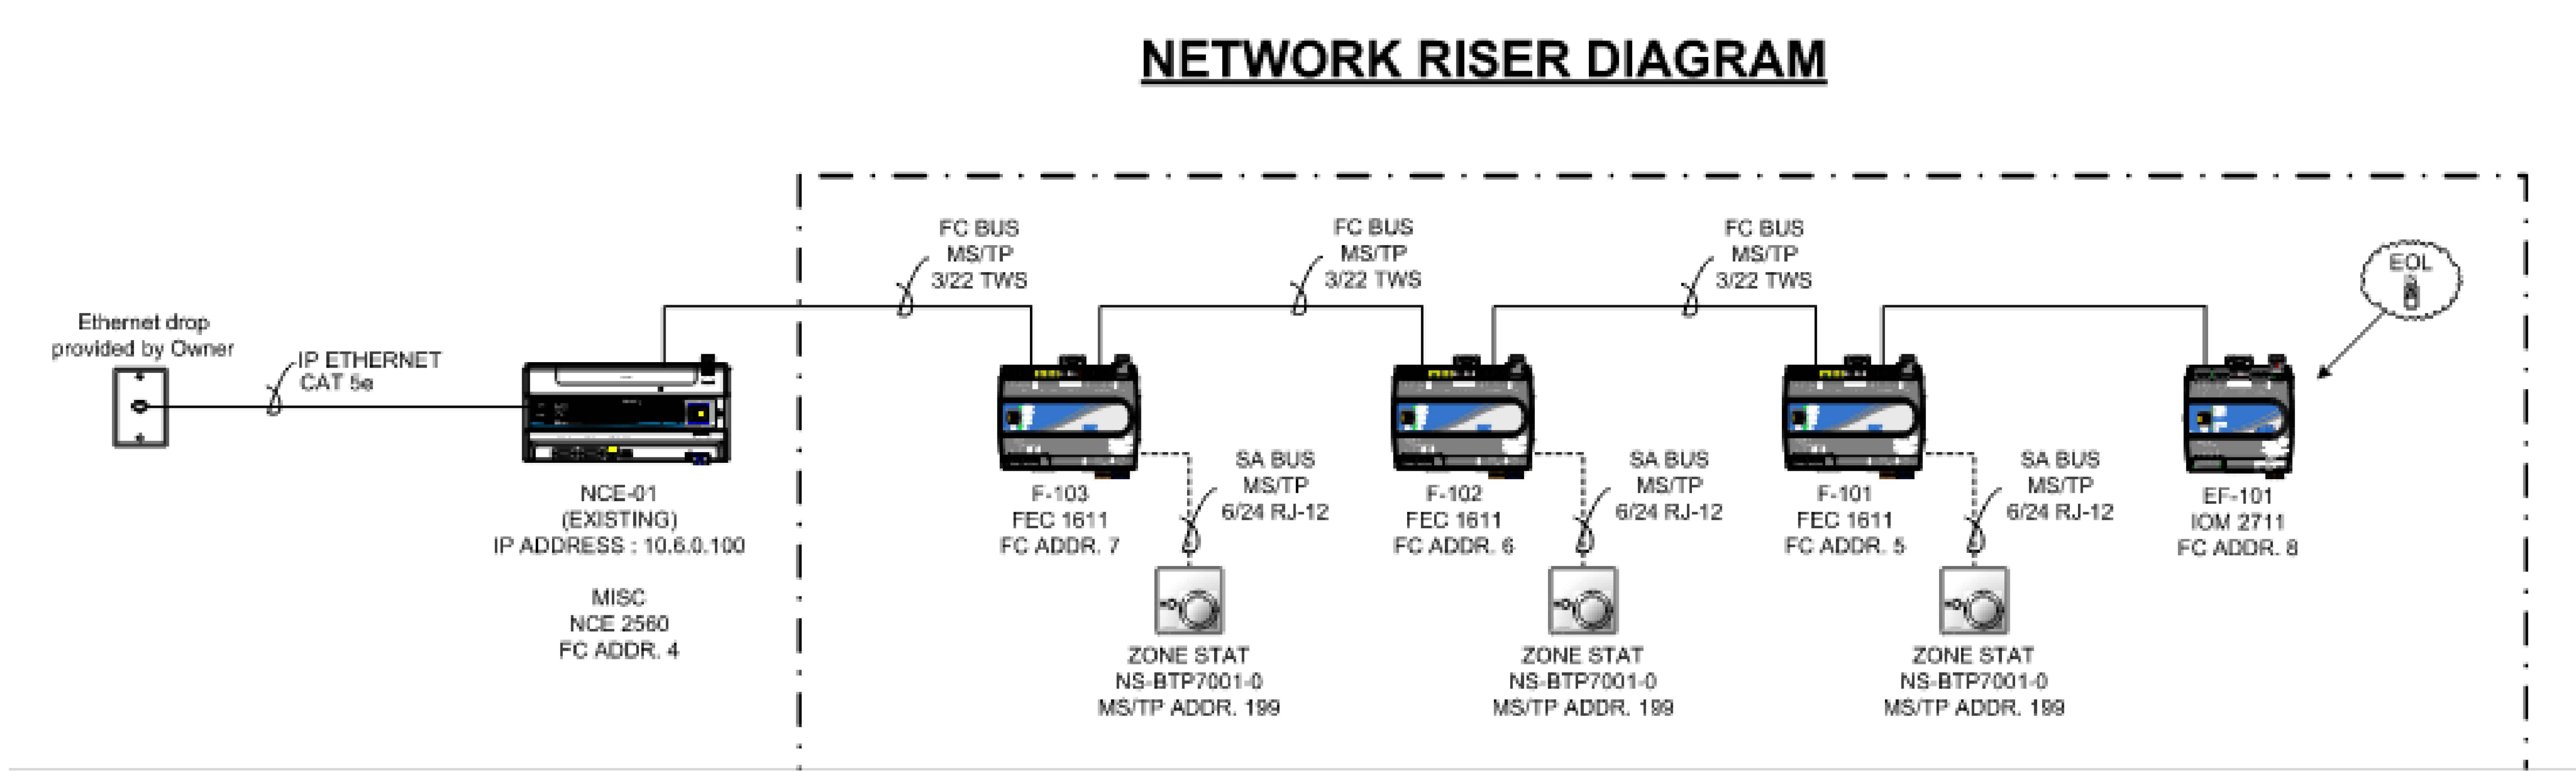 NETWORK RISER DIAGRAM
Ethernet drop
provided by Owner
IP ETHERNET
CAT 5e
NCE-01
(EXISTING)
IP ADDRESS : 10.6.0.100
MISC
NCE 2560
FC ADDR. 4
FC BUS
MS/TP
3/22 TWS
FC BUS
MS/TP
3/22 TWS
FC BUS
MS/TP
3/22 TWS
EOL
F-103
FEC 1611
FC ADDR. 7
SA BUS
MS/TP
6/24 RJ-12
ZONE STAT
NS-BTP7001-0
MS/TP ADDR. 199
F-102
FEC 1611
FC ADDR. 6
SA BUS
MS/TP
6/24 RJ-12
ZONE STAT
NS-BTP7001-0
MS/TP ADDR. 199
F-101
FEC 1611
FC ADDR. 5
SA BUS
MS/TP
6/24 RJ-12
ZONE STAT
NS-BTP7001-0
MS/TP ADDR. 199
EF-101
IOM 2711
FC ADDR. 8